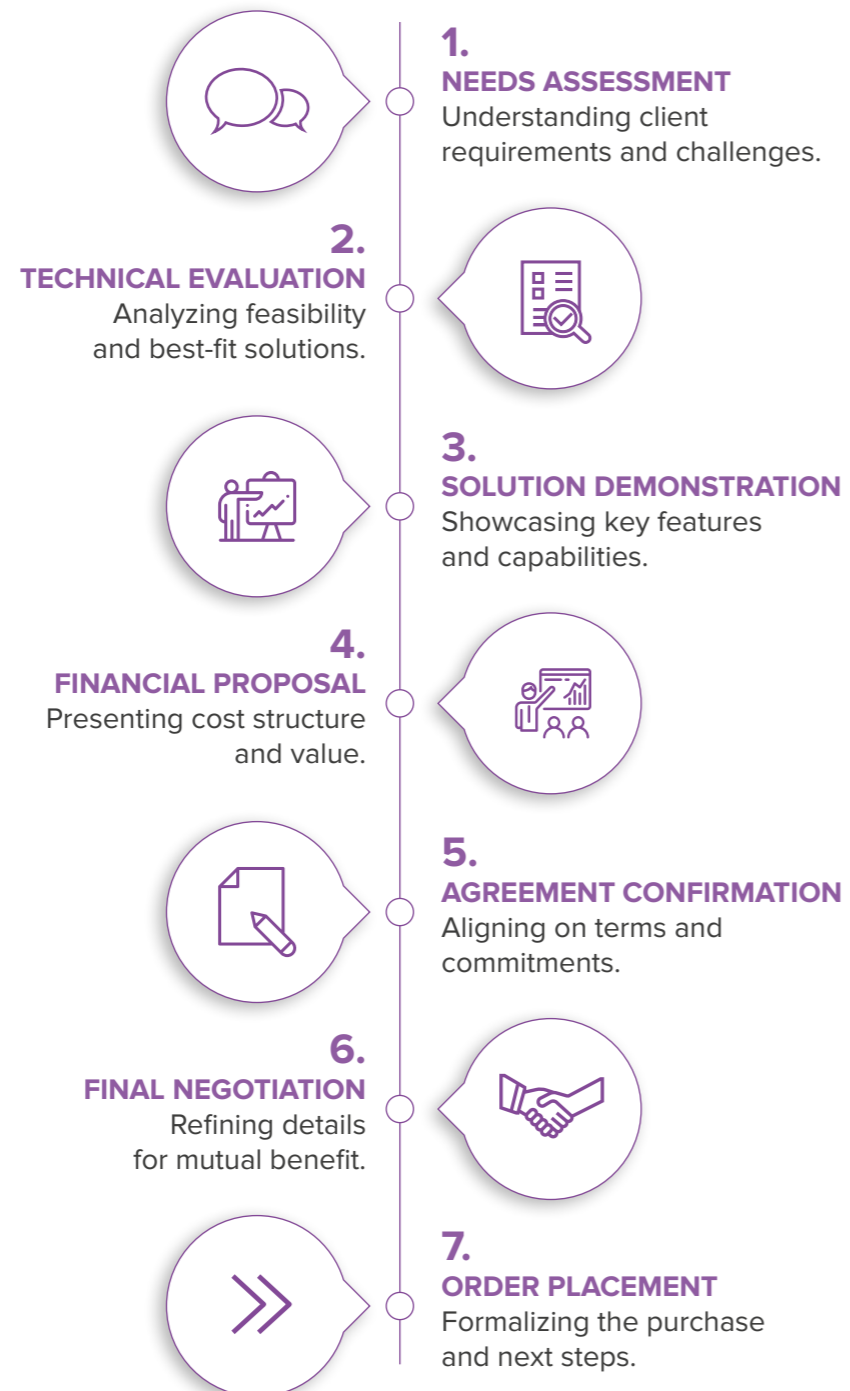 1.
NEEDS ASSESSMENT
Understanding client
requirements and challenges.
2.
TECHNICAL EVALUATION
Analyzing feasibility
and best-fit solutions.
3.
SOLUTION DEMONSTRATION
Showcasing key features
and capabilities.
4.
FINANCIAL PROPOSAL
Presenting cost structure
and value.
5.
AGREEMENT CONFIRMATION
Aligning on terms and
commitments.
6.
FINAL NEGOTIATION
Refining details
for mutual benefit.
7.
ORDER PLACEMENT
Formalizing the purchase
and next steps.